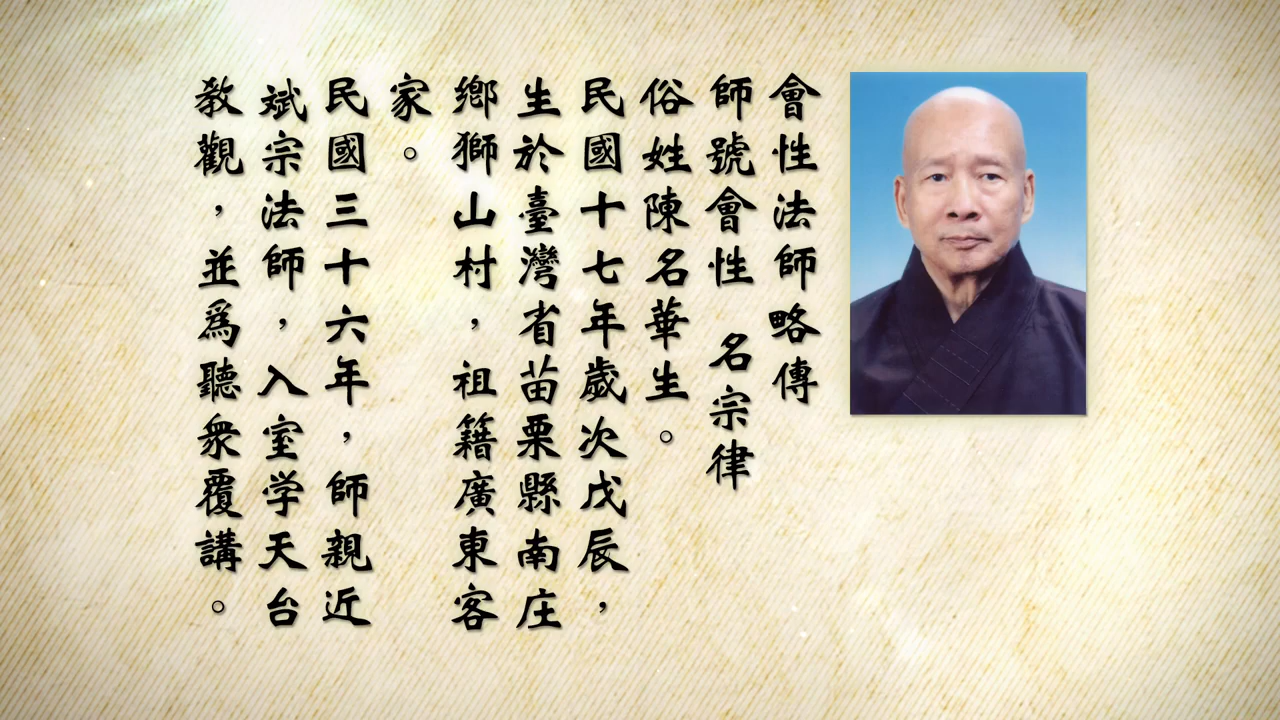 會性法師略傳
師號會性 名宗律
俗姓陳名華生。
民國十七年歲次戊辰，
生於臺灣省苗栗縣南庄
鄉獅山村，祖籍廣東客
家。
民國三十六年，師親近
斌宗法師，入室学天台
教觀，並爲聽衆覆講。